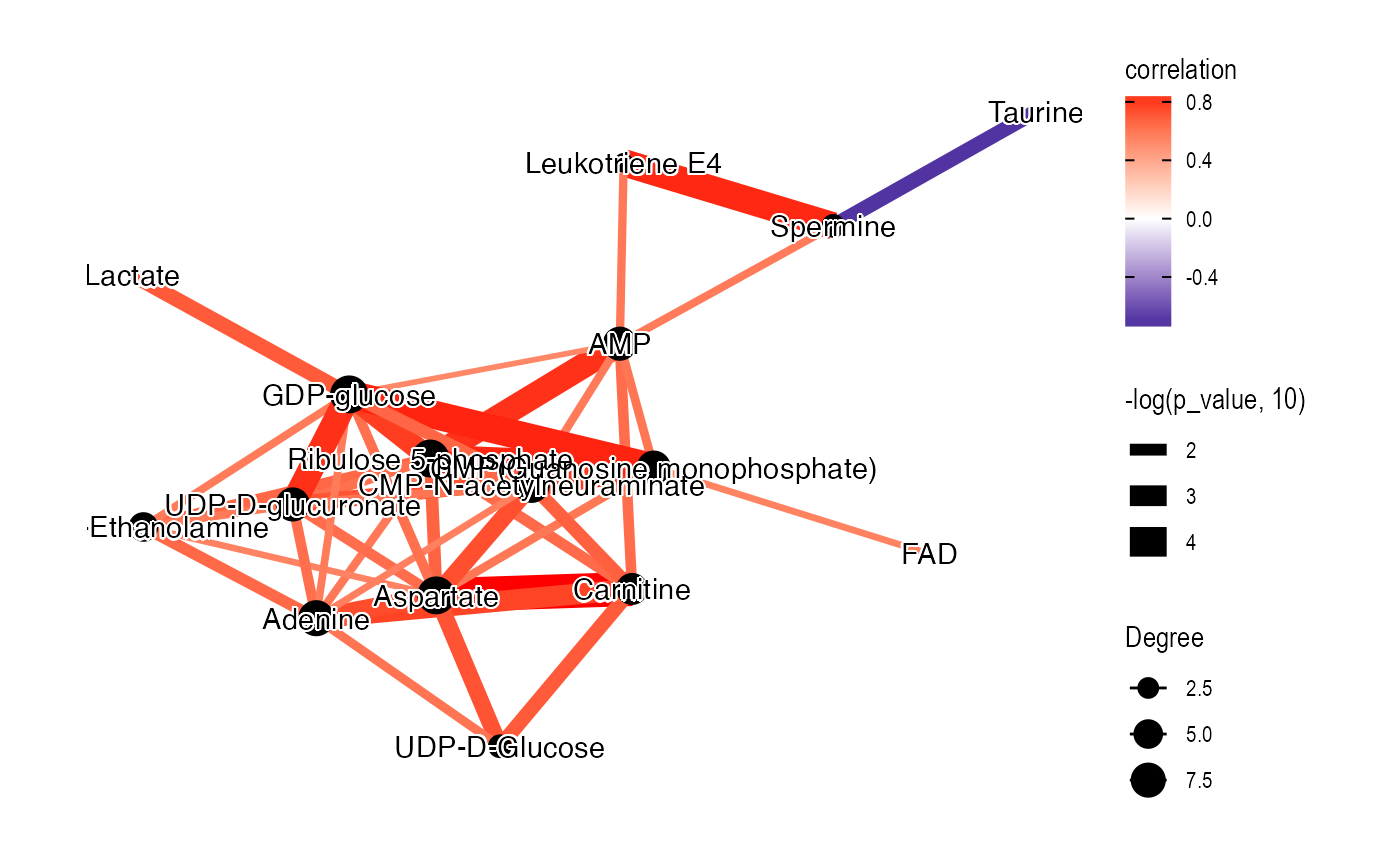 correlation
0.8
0.4
0.0
-0.4
Taurine
Leukotriene E4
Spermine
Lactate
AMP
GDP-glucose
Ribulose 5-phosphate
GMP (Guanosine monophosphate)
CMP-N-acetylneuraminate
UDP-D-glucuronate
-Ethanolamine
FAD
Carnitine
Aspartate
Adenine
UDP-D-Glucose
-log(p_value, 10)
2
3
4
Degree
2.5
5.0
7.5